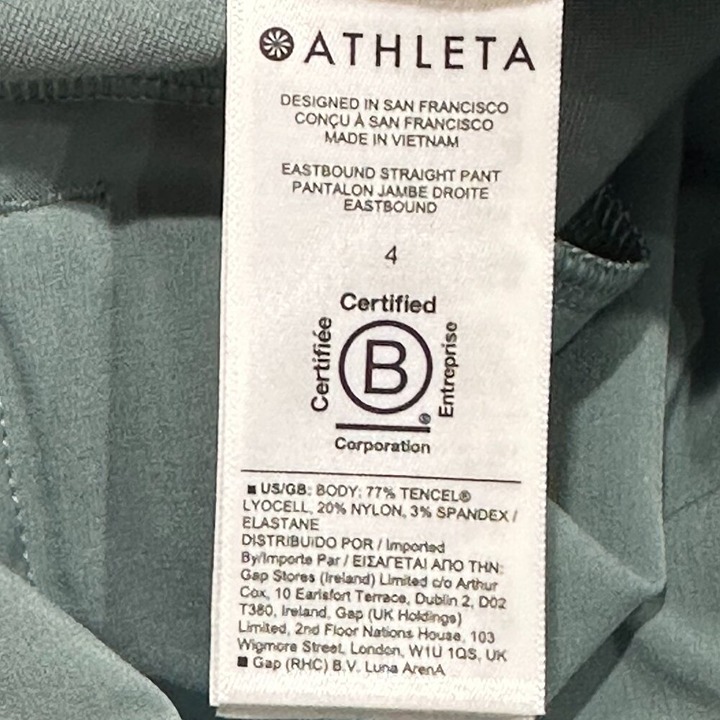 ATHLETA
DESIGNED IN SAN FRANCISCO
CONÇU À SAN FRANCISCO
MADE IN VIETNAM
EASTBOUND STRAIGHT PANT
PANTALON JAMBE DROITE
EASTBOUND
4
Certified
Certifiée
B
Entreprise
®
Corporation
■ US/GB: BODY: 77% TENCEL®
LYOCELL, 20% NYLON, 3% SPANDEX /
ELASTANE
DISTRIBUIDO POR / Imported
By/Importe Par / ΕΙΣΑΓΕΤΑΙ ΑΠΟ ΤΗΝ:
Gap Stores (Ireland) Limited c/o Arthur
Cox, 10 Earlsfort Terrace, Dublin 2, D02
T380, Ireland, Gap (UK Holdings)
Limited, 2nd Floor Nations House, 103
Wigmore Street, London, W1U 1QS, UK
■ Gap (RHC) B.V. Luna ArenA